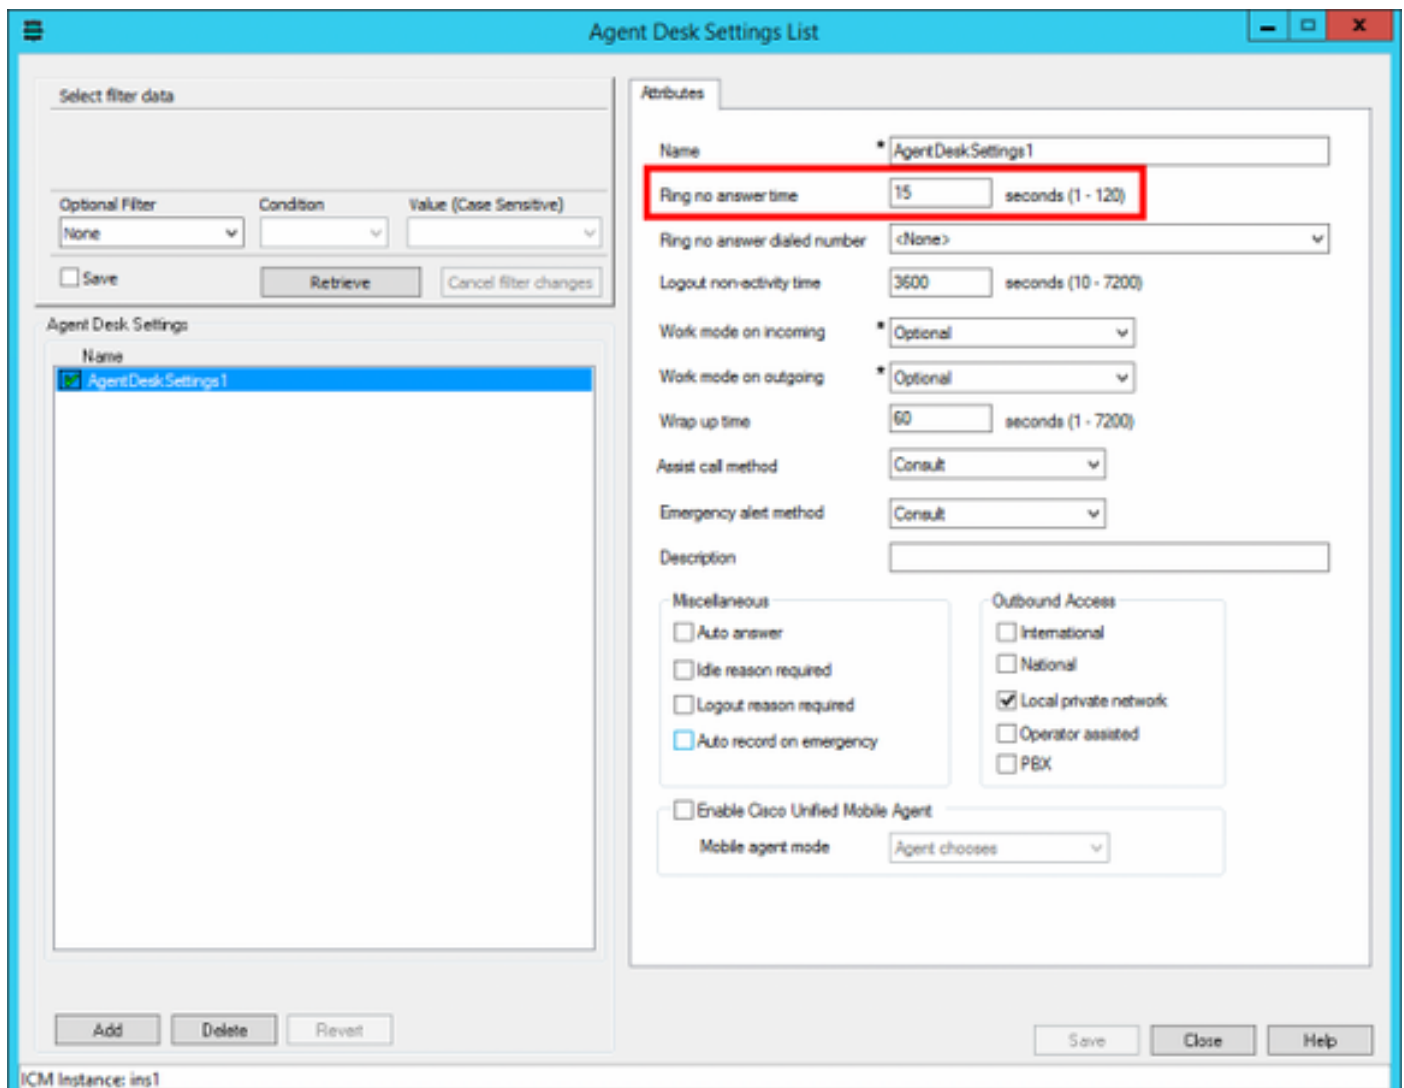 Agent Desk Settings List
Select filter data
Optional Filter Condition Value (Case Sensitive)
None
Save Retrieve Cancel filter changes
Agent Desk Settings
Name
AgentDeskSettings1
Add Delete Revert
Attributes
Name * AgentDeskSettings1
Ring no answer time 15 seconds (1 - 120)
Ring no answer dialed number <None>
Logout non-activity time 3600 seconds (10 - 7200)
Work mode on incoming * Optional
Work mode on outgoing * Optional
Wrap up time 60 seconds (1 - 7200)
Assist call method Consult
Emergency alert method Consult
Description
Miscellaneous
Auto answer
Idle reason required
Logout reason required
Auto record on emergency
Outbound Access
International
National
Local private network
Operator assisted
PBX
Enable Cisco Unified Mobile Agent
Mobile agent mode Agent chooses
Save Close Help
ICM Instance: ins1